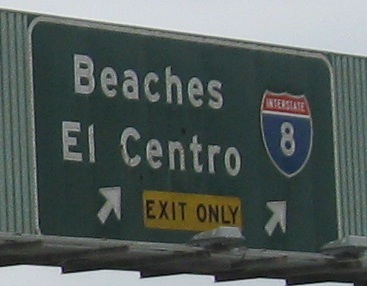 Beaches
El Centro
INTERSTATE
8
EXIT ONLY